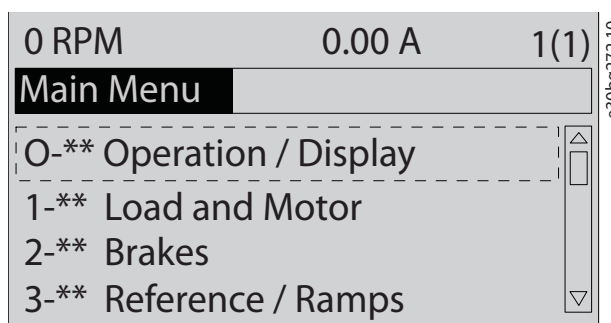 0 RPM 0.00 A 1(1)
Main Menu
O-** Operation / Display
1-** Load and Motor
2-** Brakes
3-** Reference / Ramps